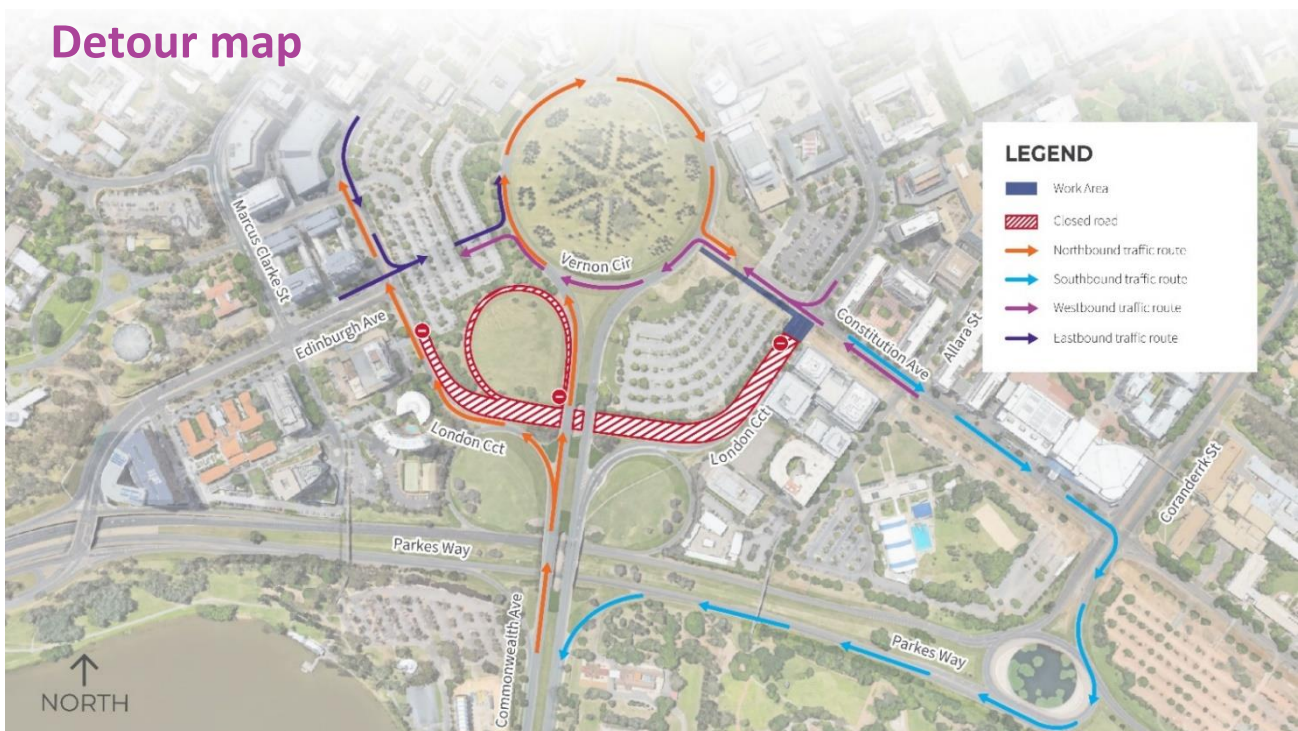 Detour map
LEGEND
Work Area
Closed road
Northbound traffic route
Southbound traffic route
Westbound traffic route
Eastbound traffic route
Marcus Clarke St
Vernon Cir
Edinburgh Ave
Constitution Ave
Allara St
London Cct
London Cct
Coranderrk St
Parkes Way
Commonwealth Ave
Parkes Way
NORTH